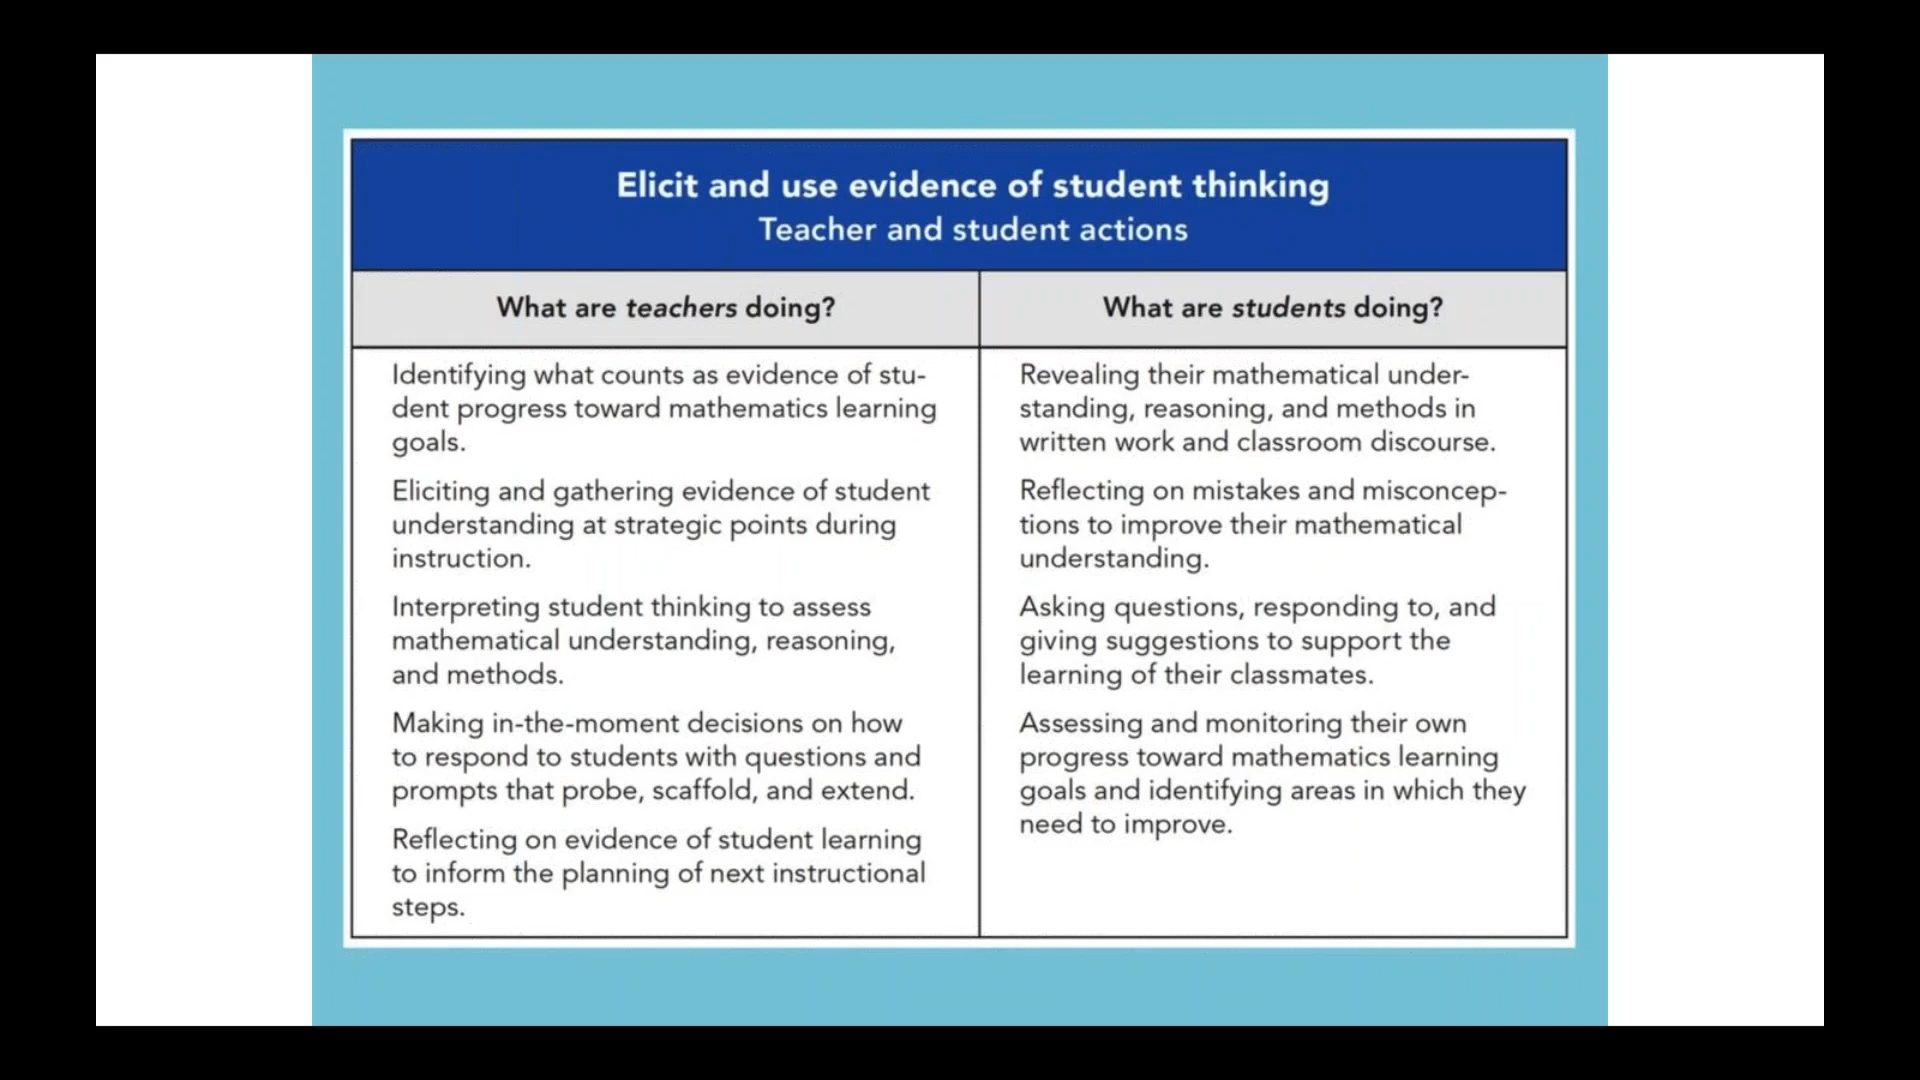 Elicit and use evidence of student thinking
Teacher and student actions
What are teachers doing?
What are students doing?
Identifying what counts as evidence of stu-
dent progress toward mathematics learning
goals.
Eliciting and gathering evidence of student
understanding at strategic points during
instruction.
Interpreting student thinking to assess
mathematical understanding, reasoning,
and methods.
Making in-the-moment decisions on how
to respond to students with questions and
prompts that probe, scaffold, and extend.
Reflecting on evidence of student learning
to inform the planning of next instructional
steps.
Revealing their mathematical under-
standing, reasoning, and methods in
written work and classroom discourse.
Reflecting on mistakes and misconcep-
tions to improve their mathematical
understanding.
Asking questions, responding to, and
giving suggestions to support the
learning of their classmates.
Assessing and monitoring their own
progress toward mathematics learning
goals and identifying areas in which they
need to improve.